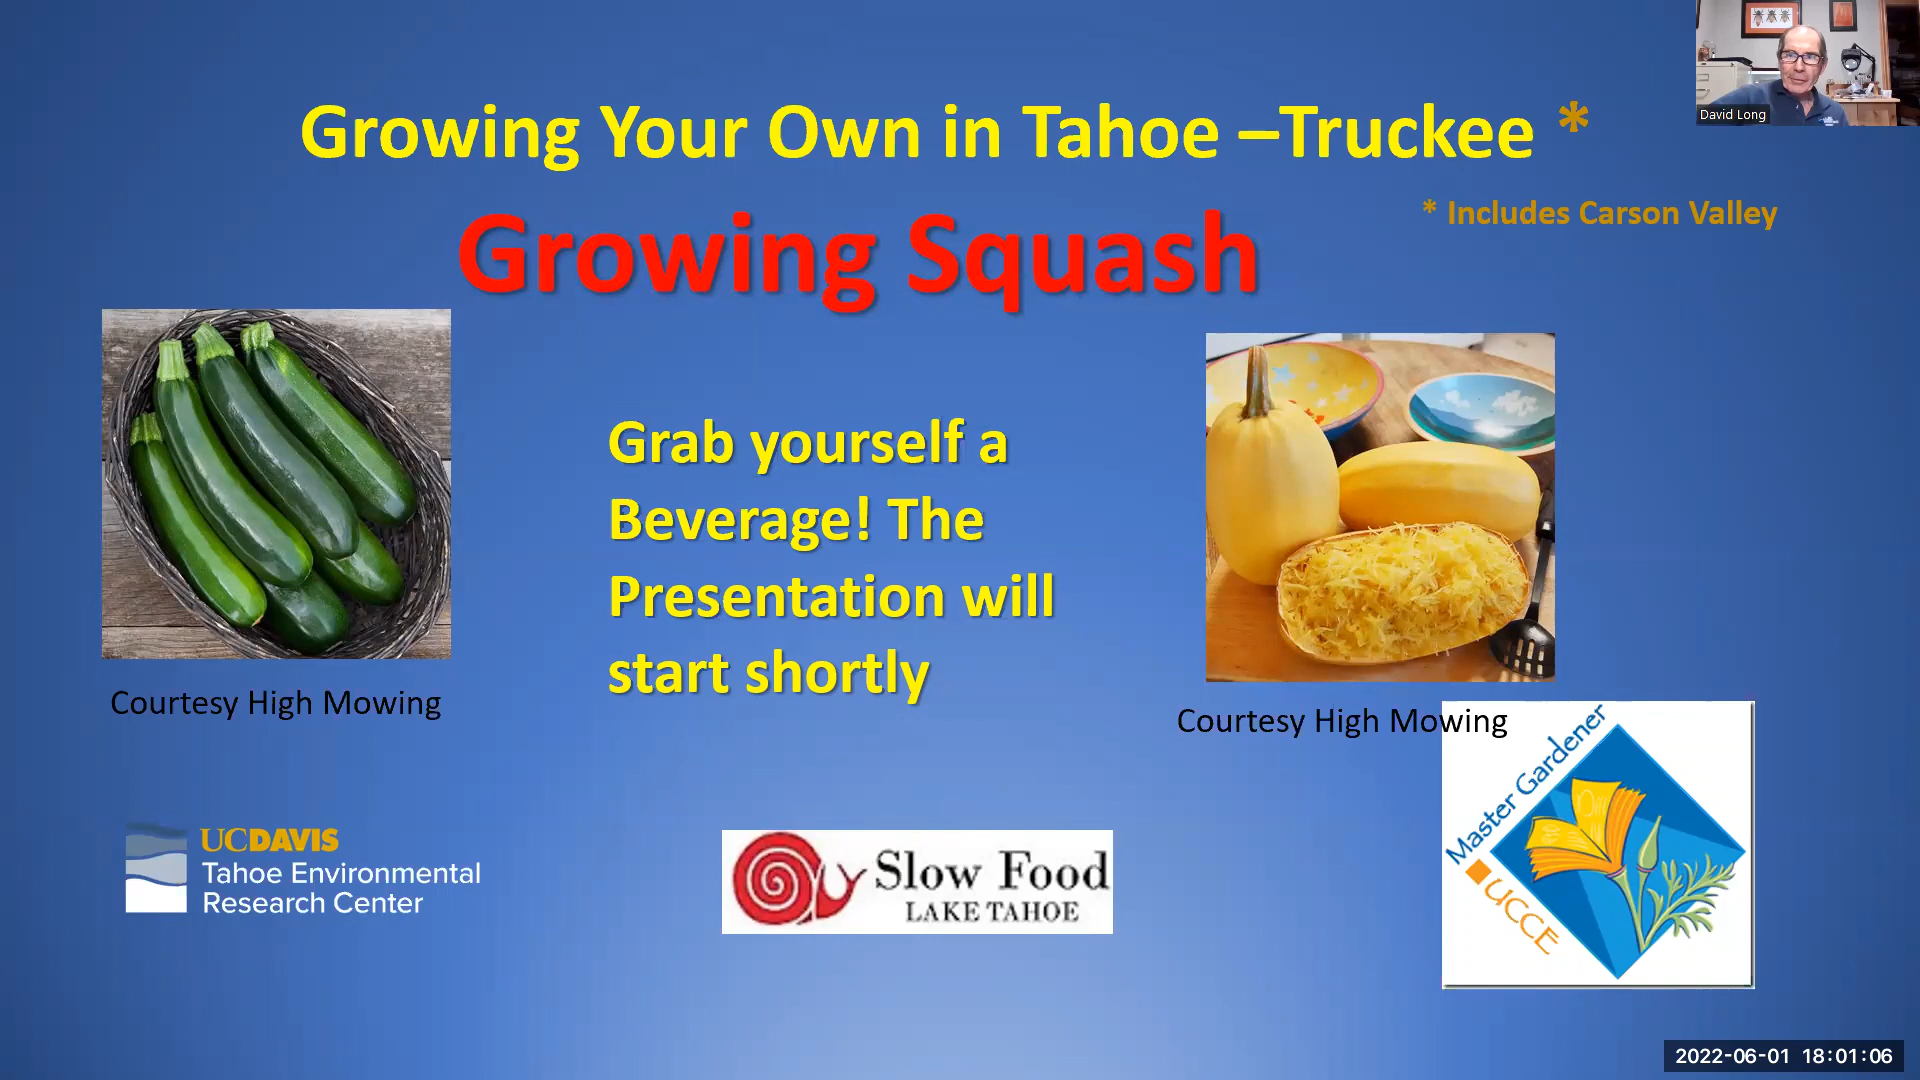 David Long
Growing Your Own in Tahoe –Truckee *
* Includes Carson Valley
Growing Squash
Grab yourself a
Beverage! The
Presentation will
start shortly
Courtesy High Mowing
Courtesy High Mowing
UCDAVIS
Tahoe Environmental
Research Center
Slow Food
LAKE TAHOE
Master Gardener
UCCE
2022-06-01 18:01:06